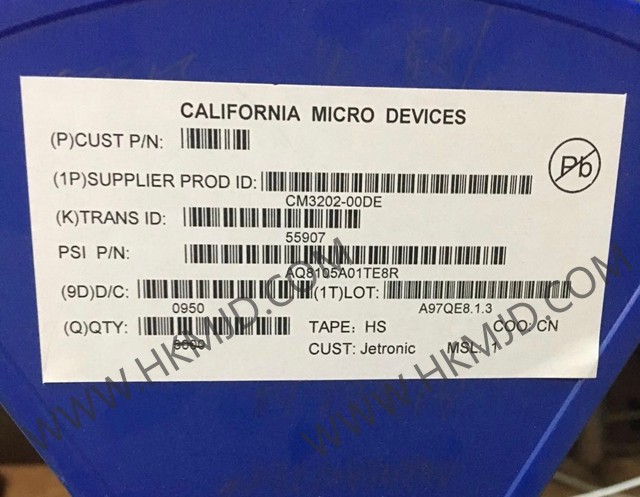 CALIFORNIA MICRO DEVICES
(P)CUST P/N:
Pb
(1P)SUPPLIER PROD ID:
CM3202-00DE
(K)TRANS ID:
55907
PSI P/N:
AQ8105A01TE8R
(9D)D/C: (1T)LOT:
0950 A97QE8.1.3
(Q)QTY: TAPE: HS COO: CN
CUST: Jetronic MSL: 1
WWW.HKMJD.COM
WWW.HKMJD.COM